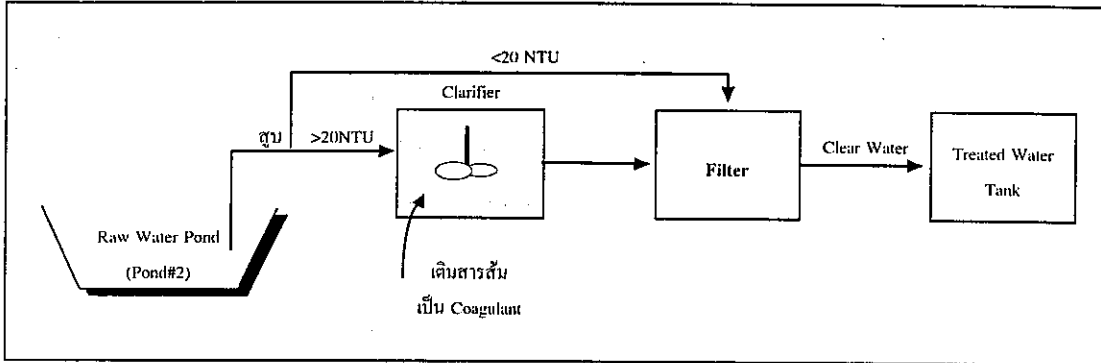 <20 NTU
Clarifier
สูบ
>20NTU
Filter
Clear Water
Treated Water
Tank
Raw Water Pond
(Pond#2)
เติมสารส้ม
เป็น Coagulant